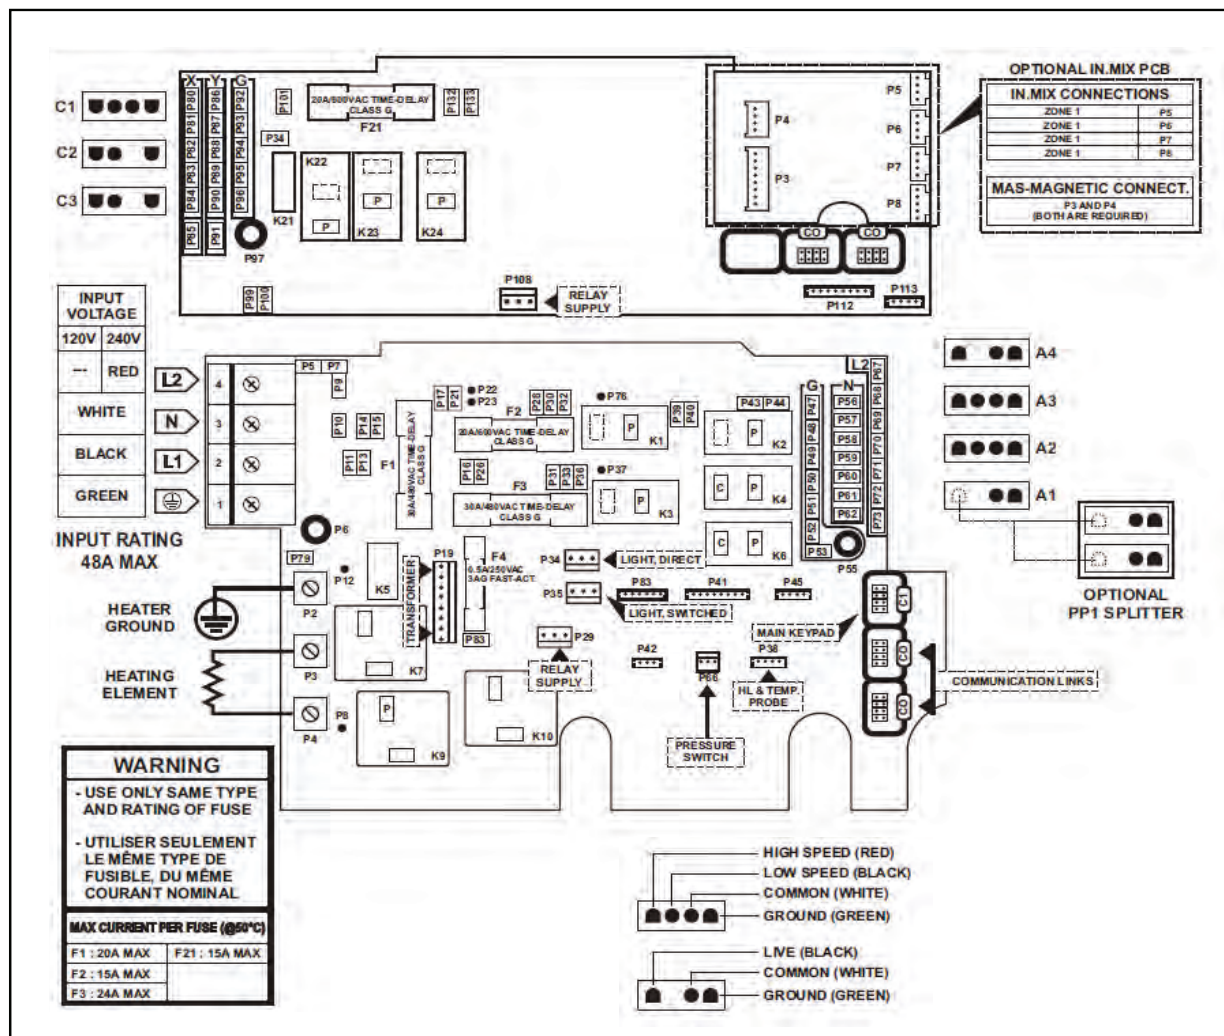 OPTIONAL IN.MIX PCB
IN.MIX CONNECTIONS
ZONE 1 P5
ZONE 1 P6
ZONE 1 P7
ZONE 1 P8
MAS-MAGNETIC CONNECT.
P3 AND P4
(BOTH ARE REQUIRED)
C1
C2
C3
X Y G
P80 P86 P92
P81 P87 P93
P82 P88 P94
P83 P89 P95
P84 P90 P96
P85 P91
P97
P101
20A/600VAC TIME-DELAY
CLASS G
F21
P132 P133
P34
K21
K22
P
P
K23
P
K24
P4
P3
P5
P6
P7
P8
CO CO
P99 P100
P108
RELAY
SUPPLY
P112
P113
INPUT
VOLTAGE
120V 240V
--- RED
WHITE
BLACK
GREEN
L2
N
L1
4
3
2
1
INPUT RATING
48A MAX
P5 P7
P9
P10 P14 P15
P11 P13
F1
30A/480VAC TIME-DELAY
CLASS G
P17 P21
P22
P23
F2
20A/600VAC TIME-DELAY
CLASS G
P28 P30 P32
P16 P26
F3
30A/480VAC TIME-DELAY
CLASS G
P31 P33 P36
P76
P
K1
P39 P40
P37
P
K3
P43 P44
P
K2
C P
K4
C P
K6
G N L2
P47 P48 P49 P50 P51 P52
P53
P56
P57
P58
P59
P60
P61
P62
P55
P67 P68 P69 P70 P71 P72 P73
A4
A3
A2
A1
OPTIONAL
PP1 SPLITTER
P6
P79
P12
K5
TRANSFORMER
P19
F4
0.5A/250VAC
3AG FAST-ACT.
P83
P34
LIGHT, DIRECT
P35
LIGHT, SWITCHED
P83
P41
P45
P29
RELAY
SUPPLY
P42
P66
PRESSURE
SWITCH
P38
HL & TEMP.
PROBE
MAIN KEYPAD
C1
CO
CO
COMMUNICATION LINKS
HEATER
GROUND
P2
HEATING
ELEMENT
P3
P4
P8
K7
P
K9
K10
WARNING
- USE ONLY SAME TYPE
AND RATING OF FUSE
- UTILISER SEULEMENT
LE MÊME TYPE DE
FUSIBLE, DU MÊME
COURANT NOMINAL
MAX CURRENT PER FUSE (@50°C)
F1 : 20A MAX F21 : 15A MAX
F2 : 15A MAX
F3 : 24A MAX
HIGH SPEED (RED)
LOW SPEED (BLACK)
COMMON (WHITE)
GROUND (GREEN)
LIVE (BLACK)
COMMON (WHITE)
GROUND (GREEN)